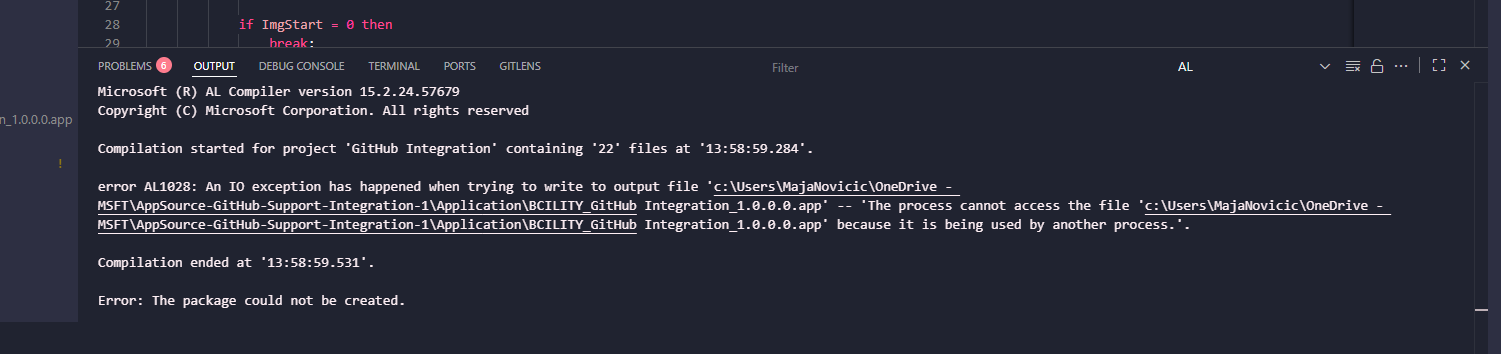 27
28 if ImgStart = 0 then
29 break;
PROBLEMS 6 OUTPUT DEBUG CONSOLE TERMINAL PORTS GITLENS Filter AL
Microsoft (R) AL Compiler version 15.2.24.57679
Copyright (C) Microsoft Corporation. All rights reserved
n_1.0.0.0.app
Compilation started for project 'GitHub Integration' containing '22' files at '13:58:59.284'.
!
error AL1028: An IO exception has happened when trying to write to output file 'c:\Users\MajaNovicic\OneDrive -
MSFT\AppSource-GitHub-Support-Integration-1\Application\BCILITY_GitHub Integration_1.0.0.0.app' -- 'The process cannot access the file 'c:\Users\MajaNovicic\OneDrive -
MSFT\AppSource-GitHub-Support-Integration-1\Application\BCILITY_GitHub Integration_1.0.0.0.app' because it is being used by another process.'.
Compilation ended at '13:58:59.531'.
Error: The package could not be created.